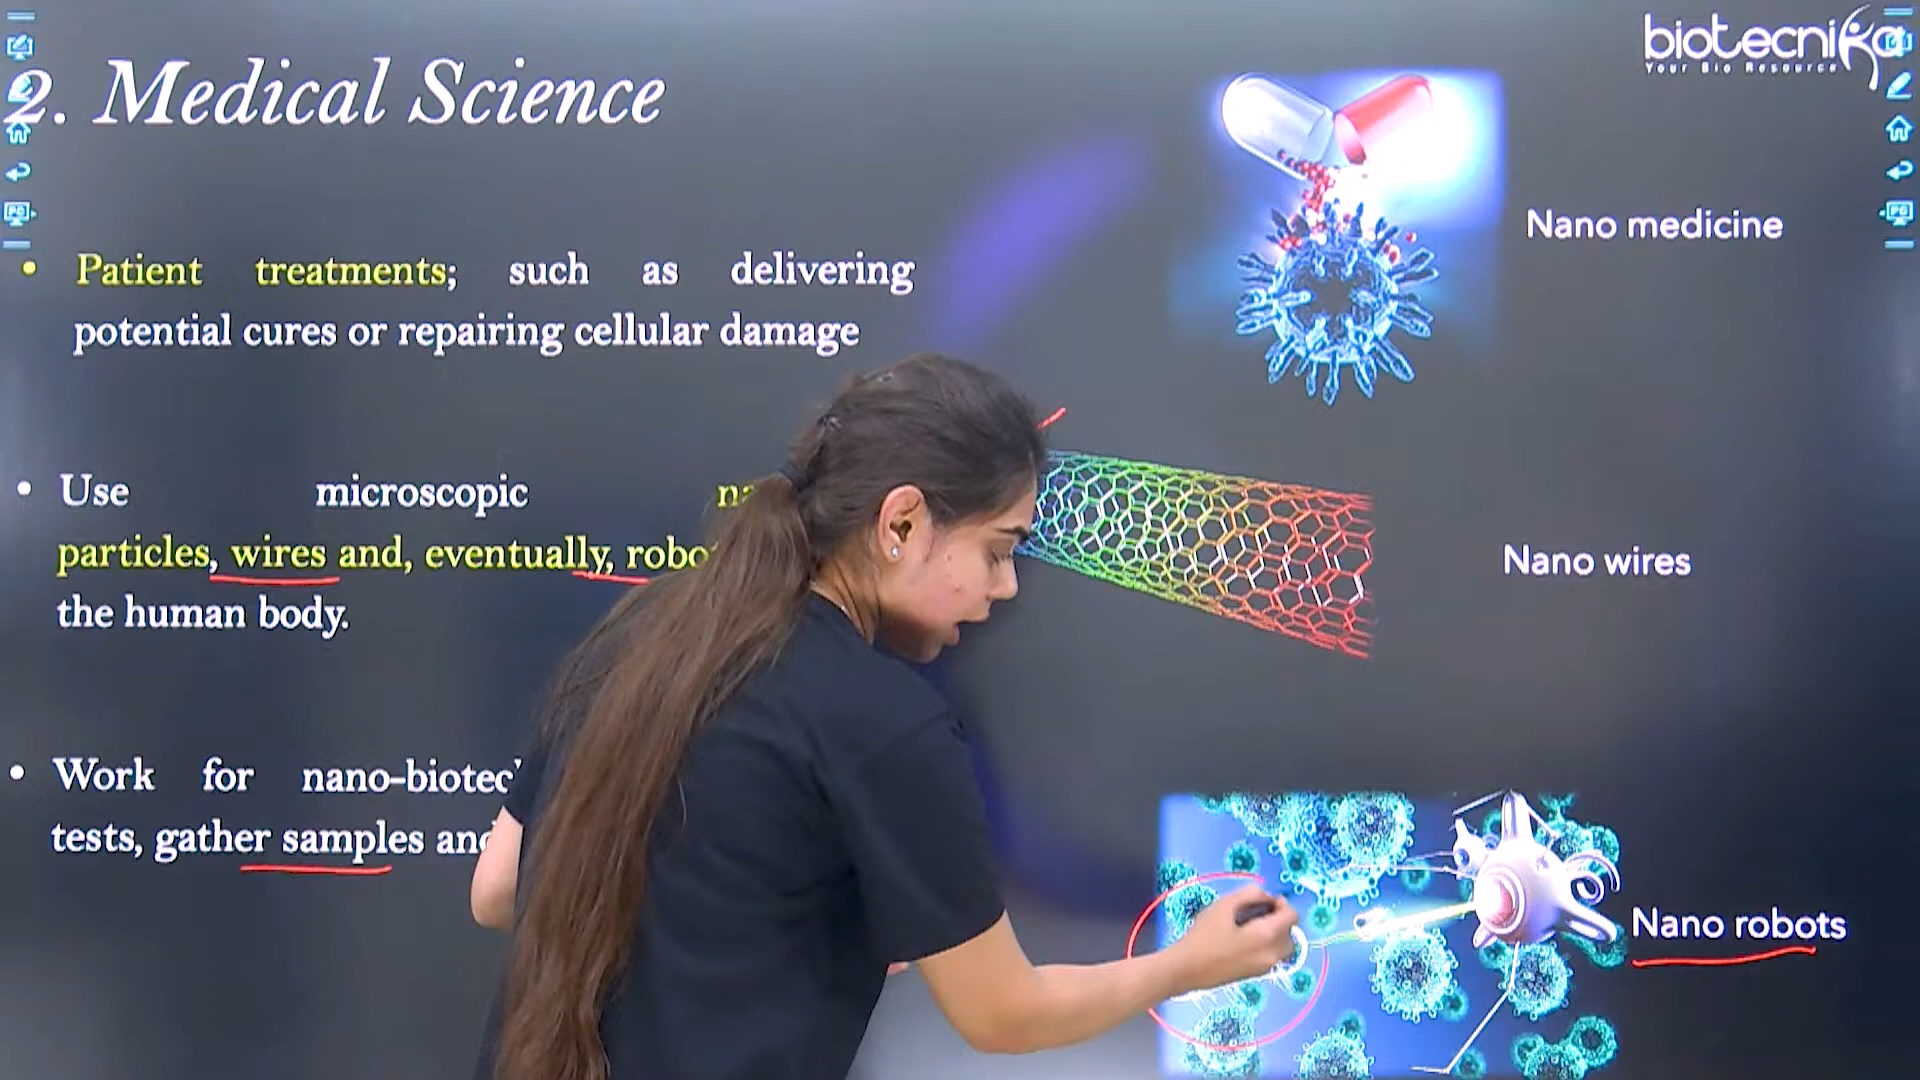 biotecnika
Your Bio Resource
2. Medical Science
• Patient treatments; such as delivering
potential cures or repairing cellular damage
• Use microscopic
particles, wires and, eventually,
the human body.
• Work for
tests, gather samples
Nano medicine
Nano wires
Nano robots